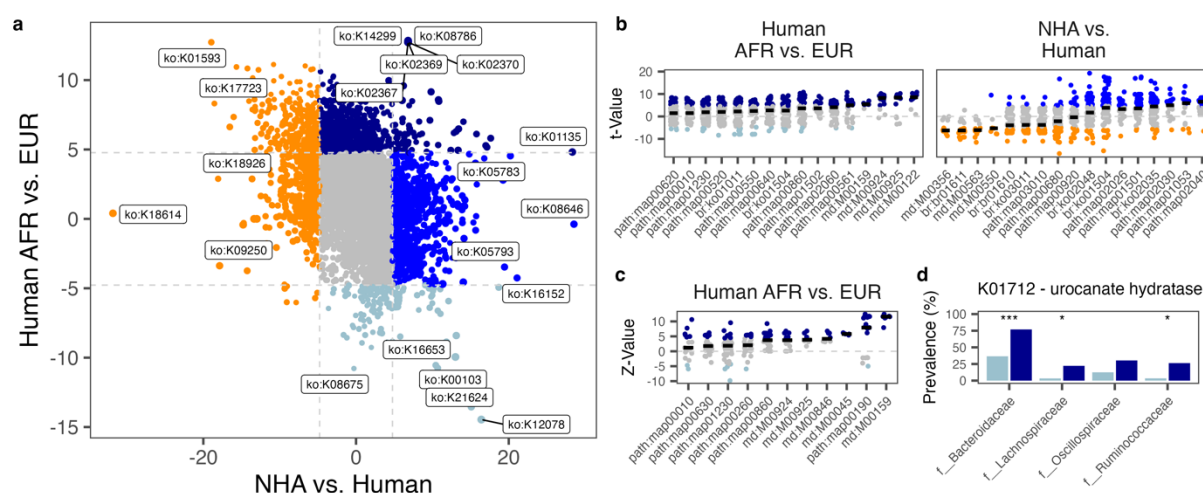 a
ko:K14299
ko:K08786
ko:K01593
ko:K02369
ko:K02370
ko:K17723
ko:K02367
ko:K01135
ko:K18926
ko:K05783
ko:K18614
ko:K08646
ko:K09250
ko:K05793
ko:K16152
ko:K16653
ko:K08675
ko:K00103
ko:K21624
ko:K12078
Human AFR vs. EUR
10
5
0
-5
-10
-15
-20
0
20
NHA vs. Human
b
Human
AFR vs. EUR
NHA vs.
Human
t-Value
20
10
0
-10
path:map00620
path:map00010
path:map01230
path:map00520
br:ko01011
path:map00550
path:map00640
br:ko01504
path:map00860
path:map01502
path:map02060
path:map00561
md:M00159
md:M00924
md:M00925
md:M00122
md:M00356
br:ko01611
md:M00563
md:M00550
br:ko01610
br:ko03011
path:map03010
path:map00680
path:map00920
br:ko02048
br:ko01504
path:map02026
path:map01501
br:ko02035
path:map02030
path:map01053
path:map02040
c
Human AFR vs. EUR
Z-Value
10
5
0
-5
-10
path:map00010
path:map00630
path:map01230
path:map00260
path:map00860
md:M00924
md:M00925
md:M00846
md:M00045
path:map00190
md:M00159
d
K01712 - urocanate hydratase
Prevalence (%)
100
75
50
25
0
***
*
*
f__Bacteroidaceae
f__Lachnospiraceae
f__Oscillospiraceae
f__Ruminococcaceae